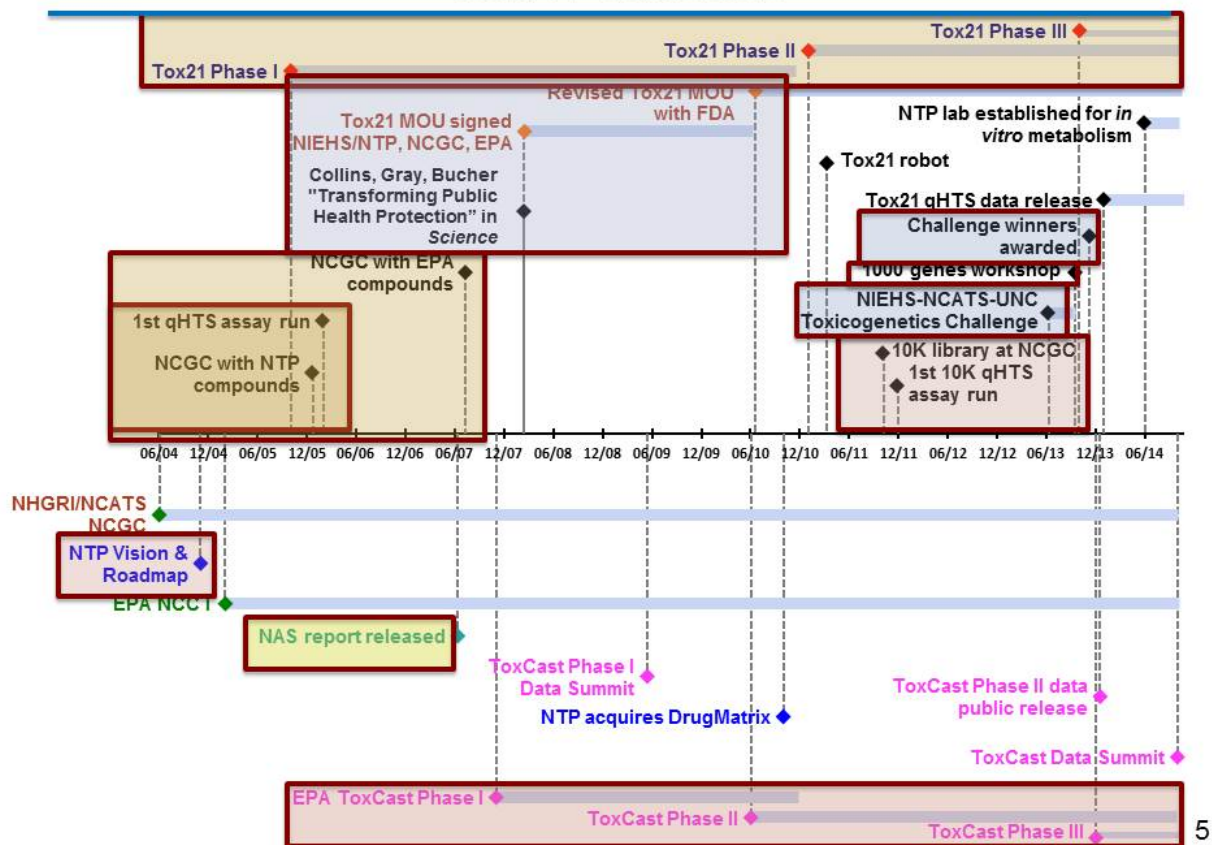 Tox21 Phase III
Tox21 Phase II
Tox21 Phase I
Revised Tox21 MOU
with FDA
Tox21 MOU signed
NIEHS/NTP, NCGC, EPA
NTP lab established for in
vitro metabolism
Tox21 robot
Collins, Gray, Bucher
"Transforming Public
Health Protection” in
Science
Tox21 qHTS data release
Challenge winners
awarded
NCGC with EPA
compounds
1000 genes workshop
NIEHS-NCATS-UNC
Toxicogenetics Challenge
1st qHTS assay run
10K library at NCGC
NCGC with NTP
compounds
1st 10K qHTS
assay run
06/04 12/04 06/05 12/05 06/06 12/06 06/07 12/07 06/08 12/08 06/09 12/09 06/10 12/10 06/11 12/11 06/12 12/12 06/13 12/13 06/14
NHGRI/NCATS
NCGC
NTP Vision &
Roadmap
EPA NCCT
NAS report released
ToxCast Phase I
Data Summit
ToxCast Phase II data
public release
NTP acquires DrugMatrix
ToxCast Data Summit
EPA ToxCast Phase I
ToxCast Phase II
ToxCast Phase III
5